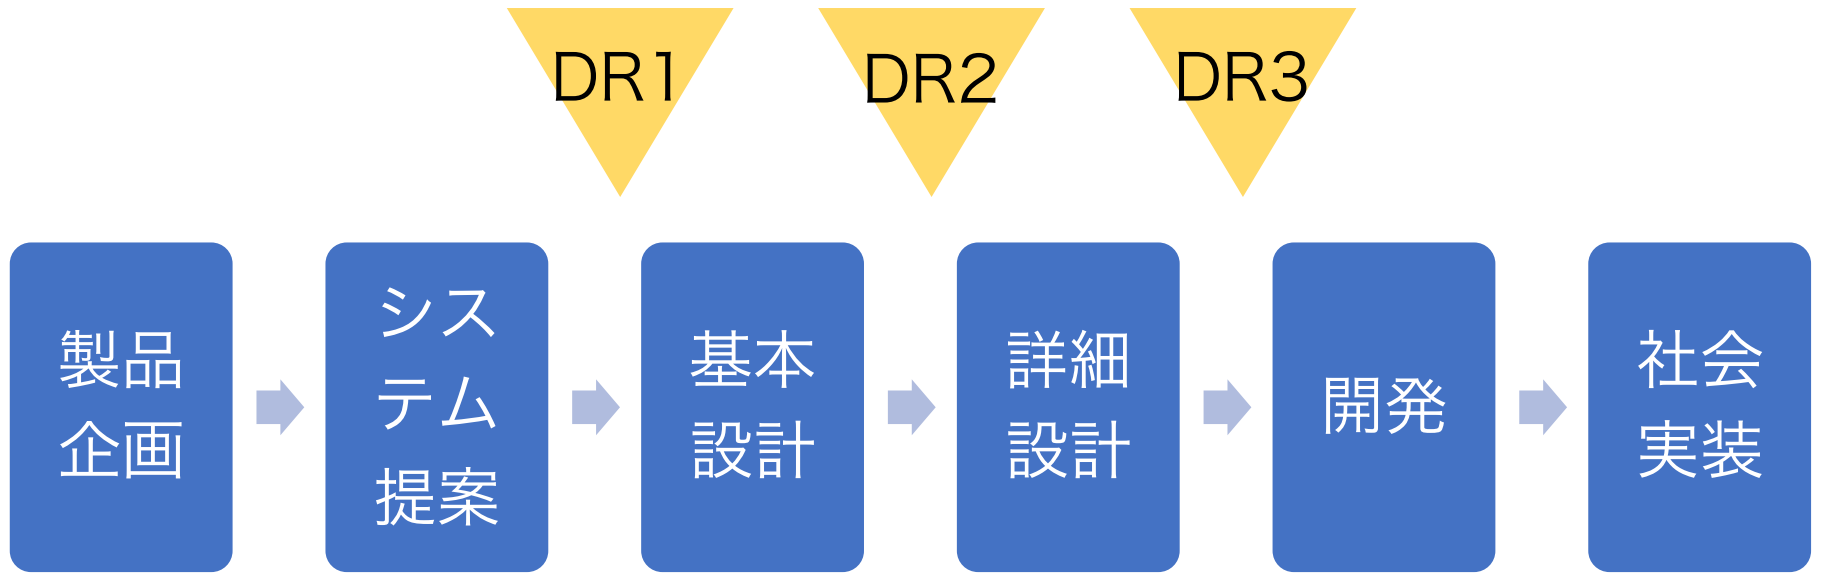 DR1
DR2
DR3
製品
企画
シス
テム
提案
基本
設計
詳細
設計
開発
社会
実装